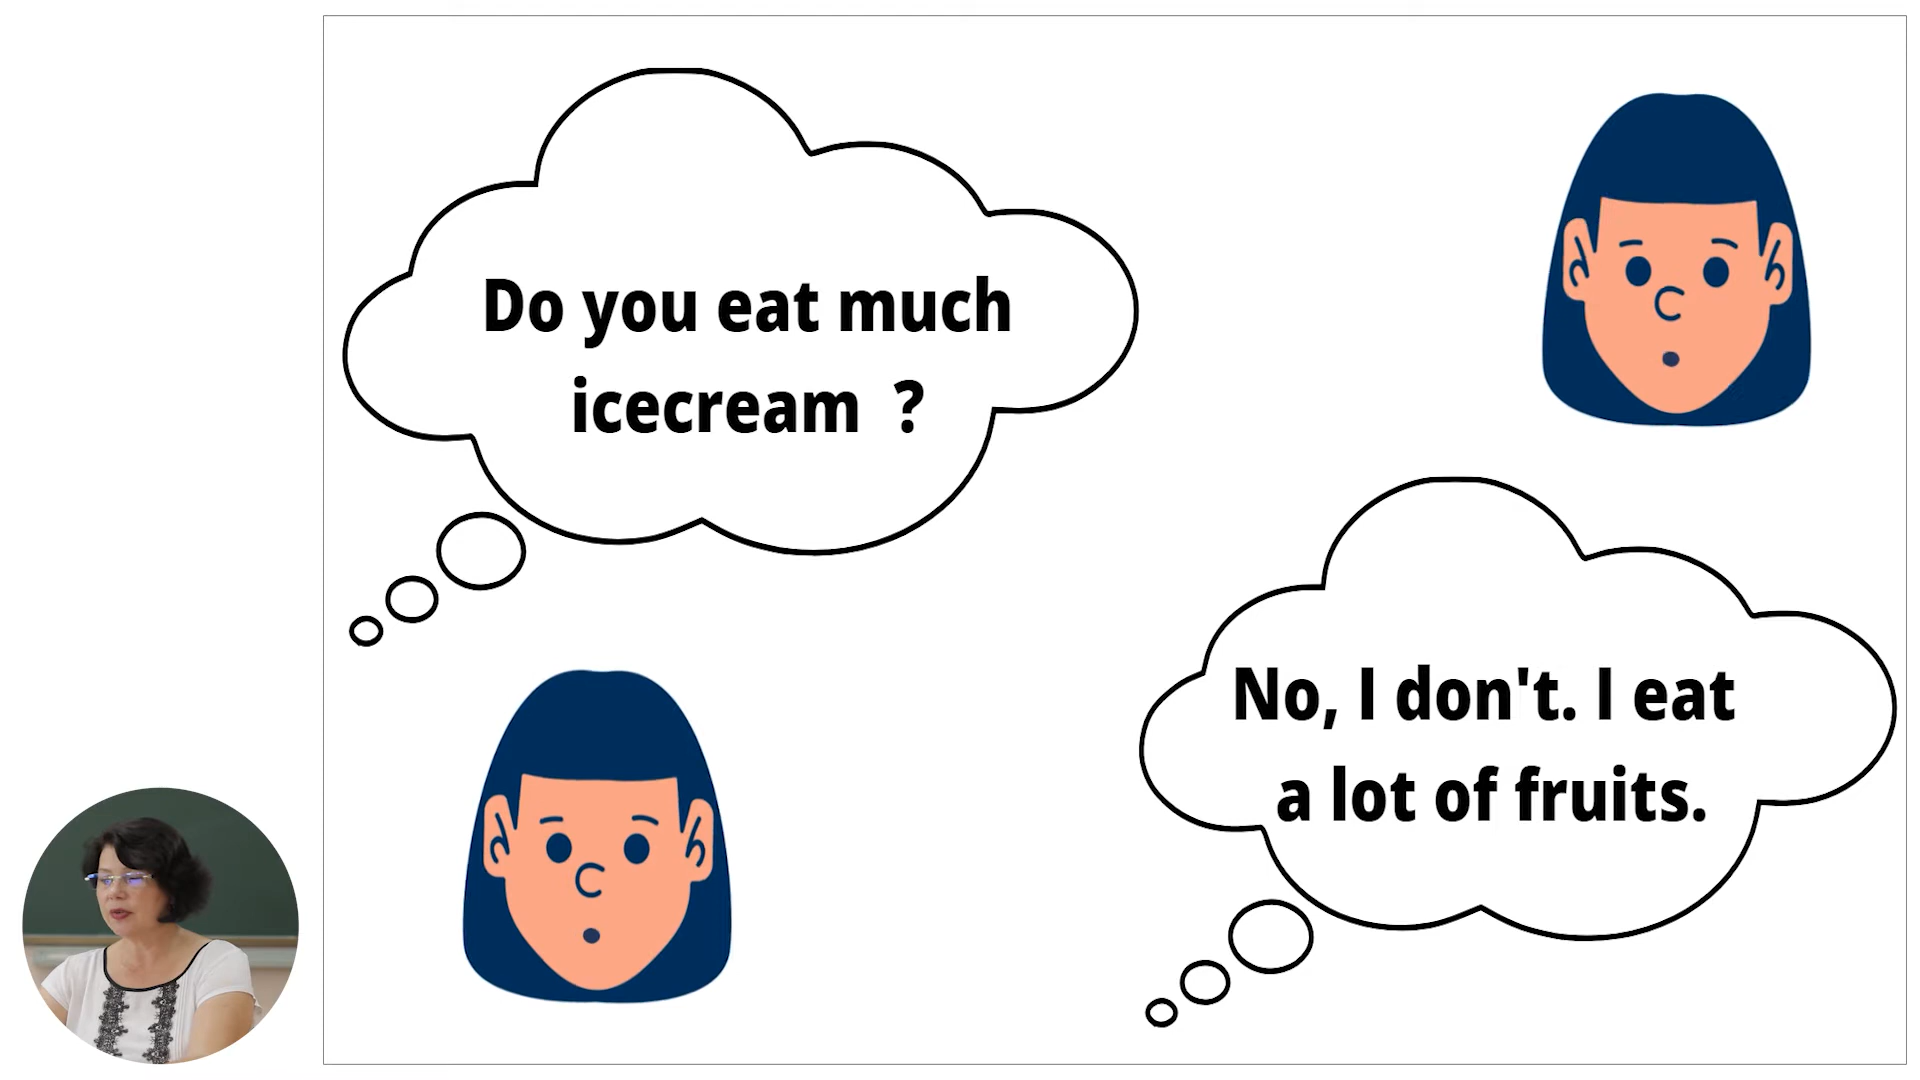 Do you eat much
icecream ?
No, I don't. I eat
a lot of fruits.